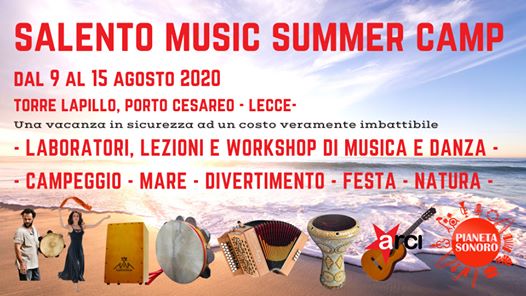 SALENTO MUSIC SUMMER CAMP
DAL 9 AL 15 AGOSTO 2020
TORRE LAPILLO, PORTO CESAREO - LECCE-
Una vacanza in sicurezza ad un costo veramente imbattibile
- LABORATORI, LEZIONI E WORKSHOP DI MUSICA E DANZA -
- CAMPEGGIO - MARE - DIVERTIMENTO - FESTA - NATURA -
arci
PIANETA
SONORO